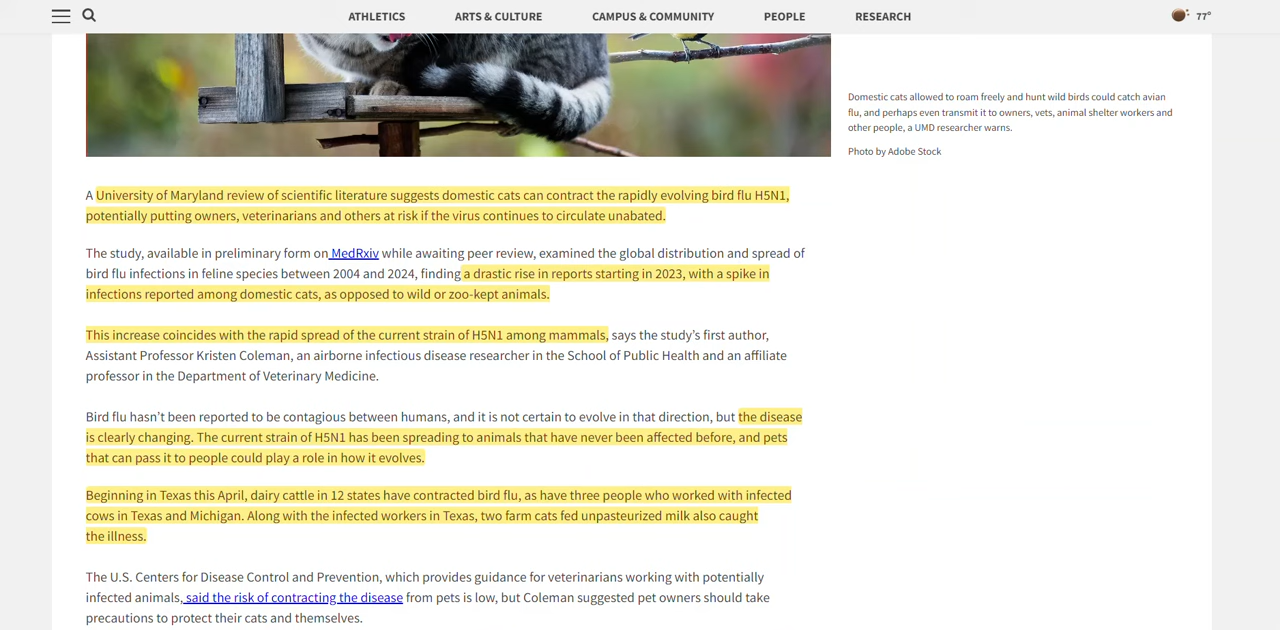 ATHLETICS ARTS & CULTURE CAMPUS & COMMUNITY PEOPLE RESEARCH 77°
Domestic cats allowed to roam freely and hunt wild birds could catch avian
flu, and perhaps even transmit it to owners, vets, animal shelter workers and
other people, a UMD researcher warns.
Photo by Adobe Stock
A University of Maryland review of scientific literature suggests domestic cats can contract the rapidly evolving bird flu H5N1,
potentially putting owners, veterinarians and others at risk if the virus continues to circulate unabated.
The study, available in preliminary form on MedRxiv while awaiting peer review, examined the global distribution and spread of
bird flu infections in feline species between 2004 and 2024, finding a drastic rise in reports starting in 2023, with a spike in
infections reported among domestic cats, as opposed to wild or zoo-kept animals.
This increase coincides with the rapid spread of the current strain of H5N1 among mammals, says the study’s first author,
Assistant Professor Kristen Coleman, an airborne infectious disease researcher in the School of Public Health and an affiliate
professor in the Department of Veterinary Medicine.
Bird flu hasn’t been reported to be contagious between humans, and it is not certain to evolve in that direction, but the disease
is clearly changing. The current strain of H5N1 has been spreading to animals that have never been affected before, and pets
that can pass it to people could play a role in how it evolves.
Beginning in Texas this April, dairy cattle in 12 states have contracted bird flu, as have three people who worked with infected
cows in Texas and Michigan. Along with the infected workers in Texas, two farm cats fed unpasteurized milk also caught
the illness.
The U.S. Centers for Disease Control and Prevention, which provides guidance for veterinarians working with potentially
infected animals, said the risk of contracting the disease from pets is low, but Coleman suggested pet owners should take
precautions to protect their cats and themselves.